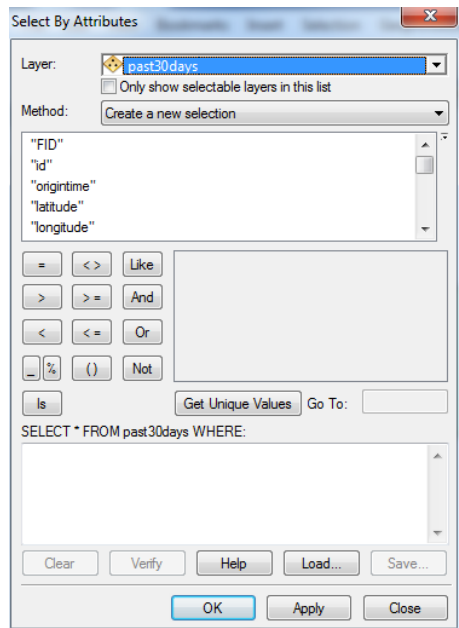 Select By Attributes
X
Layer: past30days
Only show selectable layers in this list
Method: Create a new selection
"FID"
"id"
"origintime"
"latitude"
"longitude"
= < > Like
> > = And
< < = Or
_ % ( ) Not
Is Get Unique Values Go To:
SELECT * FROM past30days WHERE:
Clear Verify Help Load... Save...
OK Apply Close